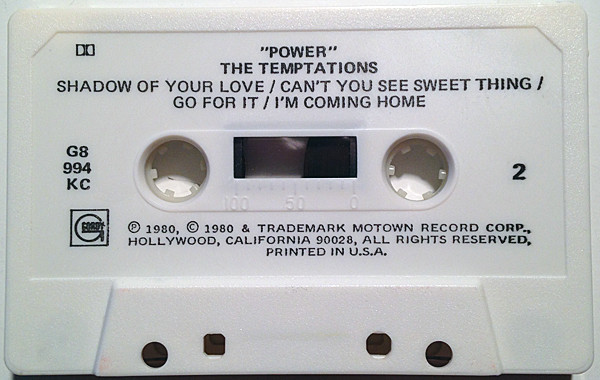 "POWER"
THE TEMPTATIONS
SHADOW OF YOUR LOVE / CAN'T YOU SEE SWEET THING /
GO FOR IT / I'M COMING HOME
G8
994
KC
2
100 50 0
GORDY
Ⓟ 1980, © 1980 & TRADEMARK MOTOWN RECORD CORP.,
HOLLYWOOD, CALIFORNIA 90028, ALL RIGHTS RESERVED,
PRINTED IN U.S.A.